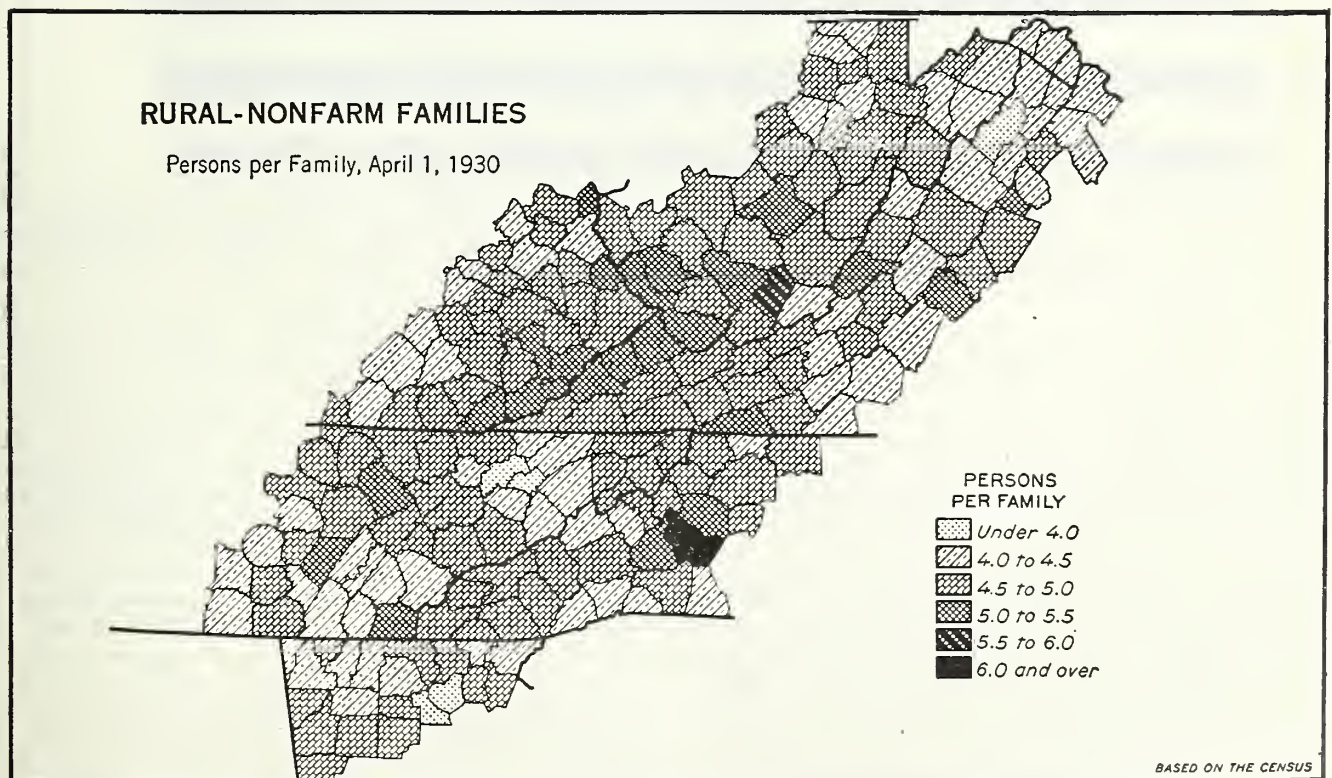 RURAL-NONFARM FAMILIES
Persons per Family, April 1, 1930
PERSONS
PER FAMILY
Under 4.0
4.0 to 4.5
4.5 to 5.0
5.0 to 5.5
5.5 to 6.0
6.0 and over
BASED ON THE CENSUS